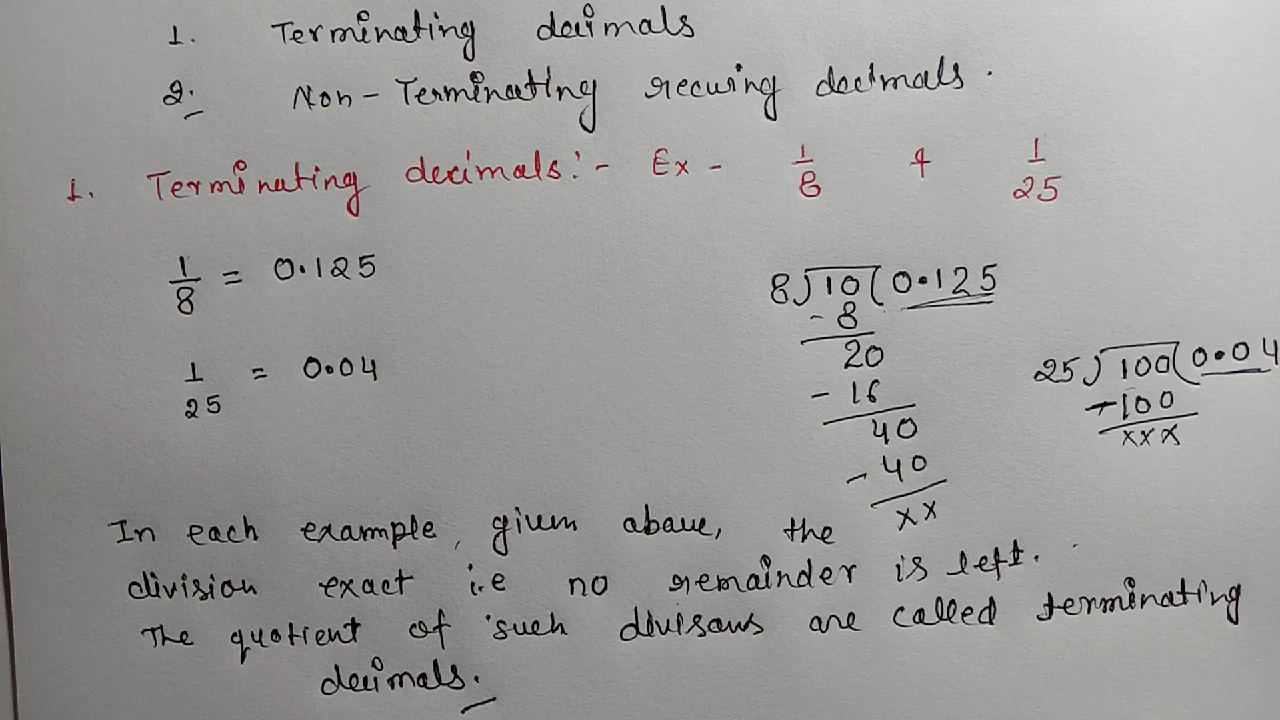 1. Terminating decimals
2. Non-Terminating recuring decimals.
1. Terminating decimals:- Ex - 1/8 & 1/25
1/8 = 0.125
8)10(0.125
- 8
20
- 16
40
- 40
xx
1/25 = 0.04
25)100(0.04
-100
xxx
In each example, given above, the
division exact i.e no remainder is left.
The quotient of such divisons are called terminating
decimals.